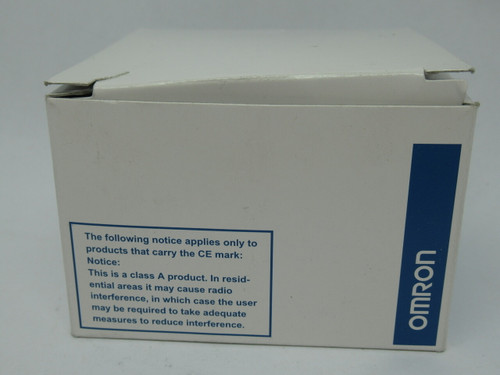 The following notice applies only to
products that carry the CE mark:
Notice:
This is a class A product. In resid-
ential areas it may cause radio
interference, in which case the user
may be required to take adequate
measures to reduce interference.
OMRON